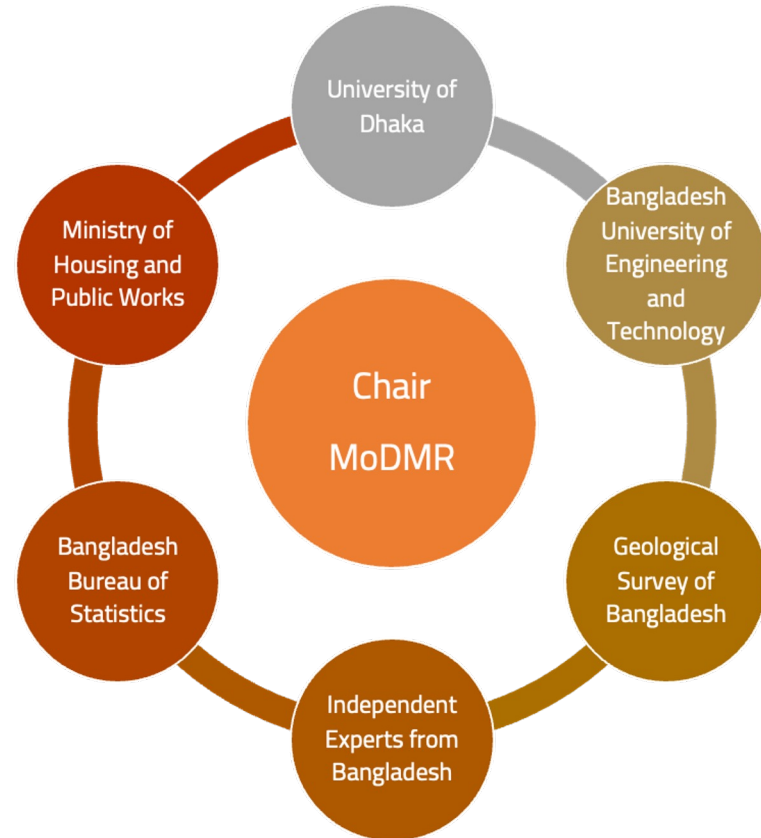 University of
Dhaka
Bangladesh
University of
Engineering
and
Technology
Geological
Survey of
Bangladesh
Independent
Experts from
Bangladesh
Bangladesh
Bureau of
Statistics
Ministry of
Housing and
Public Works
Chair
MoDMR